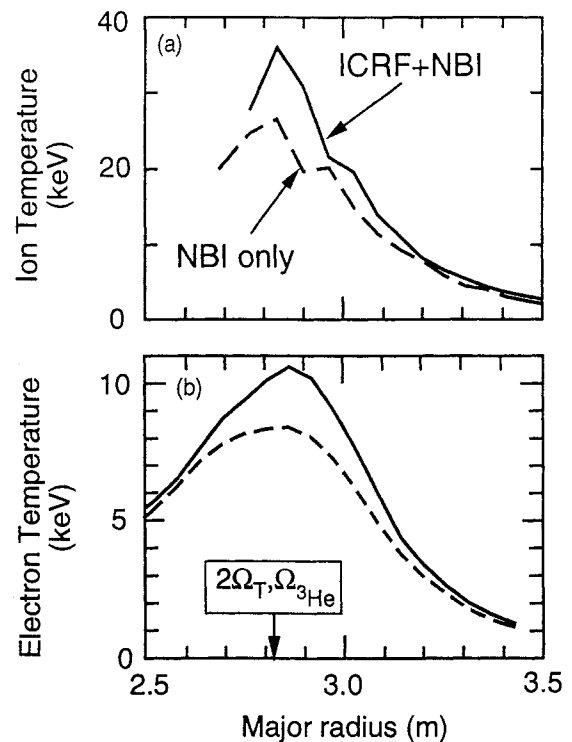 (a)
ICRF+NBI
NBI only
Ion Temperature
(keV)
40
20
0
(b)
Electron Temperature
(keV)
10
5
0
2Ω_T,Ω_3He
2.5 3.0 3.5
Major radius (m)